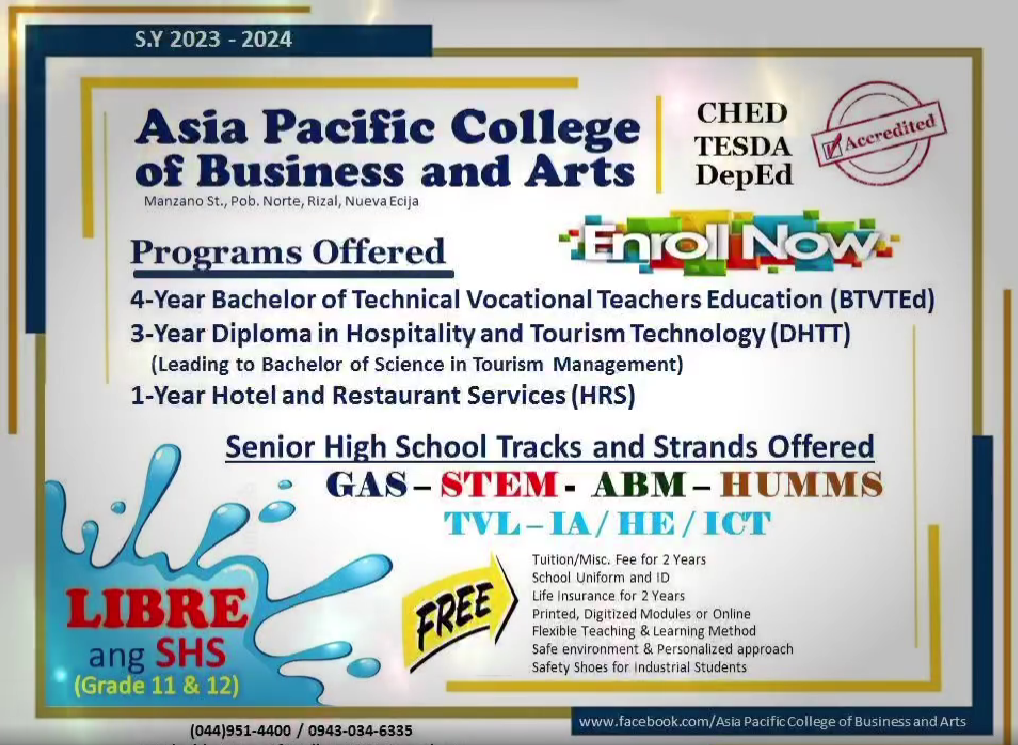 S.Y 2023 - 2024
Asia Pacific College
of Business and Arts
Manzano St., Pob. Norte, Rizal, Nueva Ecija
CHED
TESDA
DepEd
Accredited
Enroll Now
Programs Offered
4-Year Bachelor of Technical Vocational Teachers Education (BTVTEd)
3-Year Diploma in Hospitality and Tourism Technology (DHTT)
(Leading to Bachelor of Science in Tourism Management)
1-Year Hotel and Restaurant Services (HRS)
Senior High School Tracks and Strands Offered
GAS – STEM - ABM – HUMMS
TVL – IA / HE / ICT
LIBRE
ang SHS
(Grade 11 & 12)
FREE
Tuition/Misc. Fee for 2 Years
School Uniform and ID
Life Insurance for 2 Years
Printed, Digitized Modules or Online
Flexible Teaching & Learning Method
Safe environment & Personalized approach
Safety Shoes for Industrial Students
www.facebook.com/Asia Pacific College of Business and Arts
(044)951-4400 / 0943-034-6335